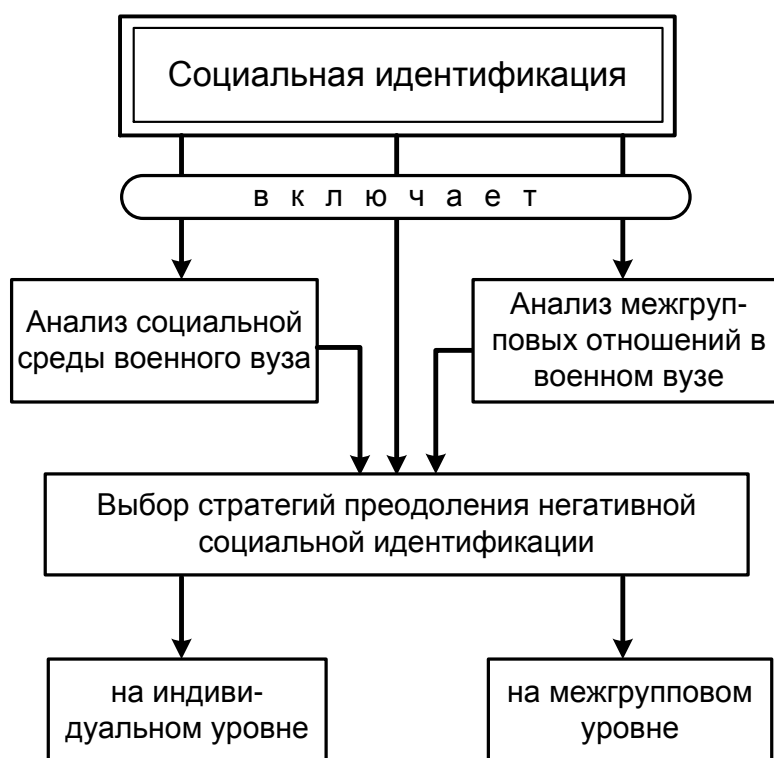 Социальная идентификация
включает
Анализ социальной
среды военного вуза
Анализ межгруп-
повых отношений в
военном вузе
Выбор стратегий преодоления негативной
социальной идентификации
на индиви-
дуальном уровне
на межгрупповом
уровне